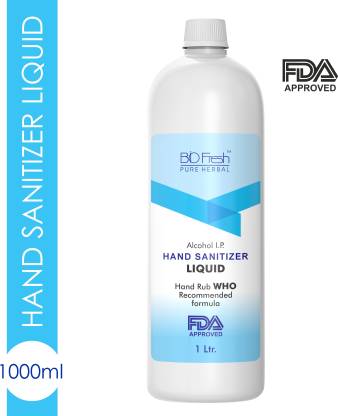 HAND SANITIZER LIQUID
1000ml
BIO Fresh™
PURE HERBAL
Alcohol I.P.
HAND SANITIZER
LIQUID
Hand Rub WHO
Recommended
formula
FDA
APPROVED
1 Ltr.
FDA
APPROVED